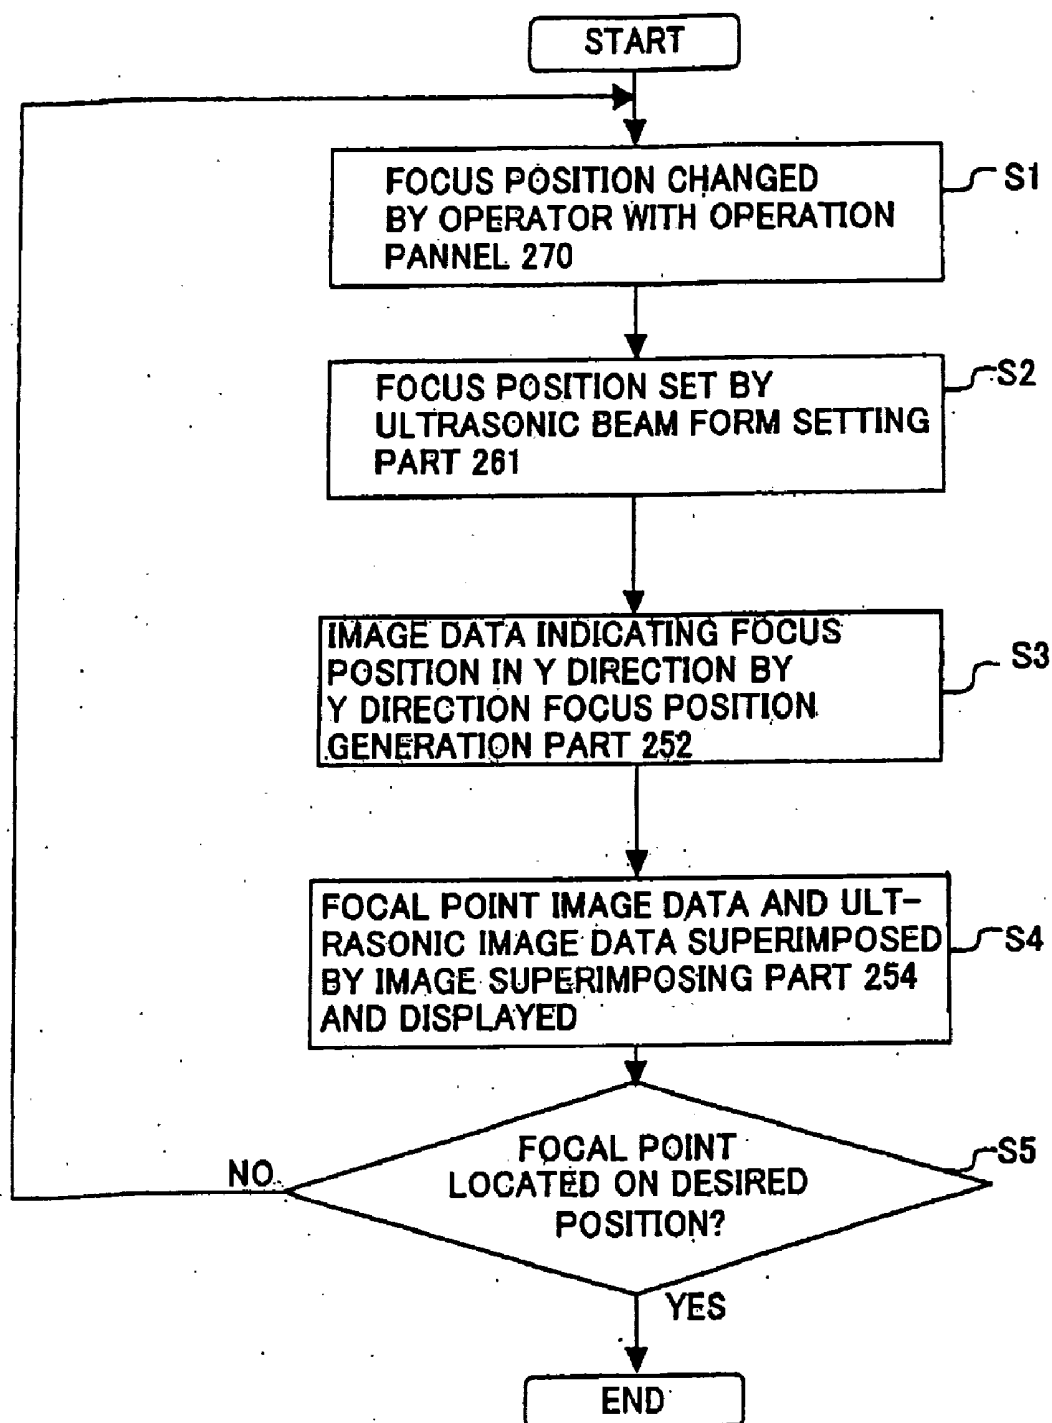 START
FOCUS POSITION CHANGED
BY OPERATOR WITH OPERATION
PANNEL 270
S1
FOCUS POSITION SET BY
ULTRASONIC BEAM FORM SETTING
PART 261
S2
IMAGE DATA INDICATING FOCUS
POSITION IN Y DIRECTION BY
Y DIRECTION FOCUS POSITION
GENERATION PART 252
S3
FOCAL POINT IMAGE DATA AND ULT-
RASONIC IMAGE DATA SUPERIMPOSED
BY IMAGE SUPERIMPOSING PART 254
AND DISPLAYED
S4
FOCAL POINT
LOCATED ON DESIRED
POSITION?
S5
NO
YES
END